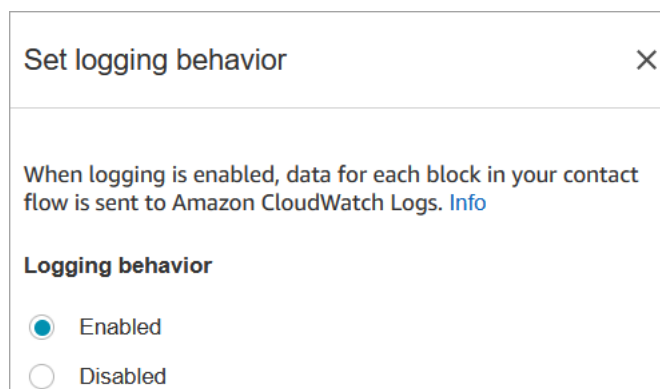 Set logging behavior
When logging is enabled, data for each block in your contact
flow is sent to Amazon CloudWatch Logs. Info
Logging behavior
Enabled
Disabled